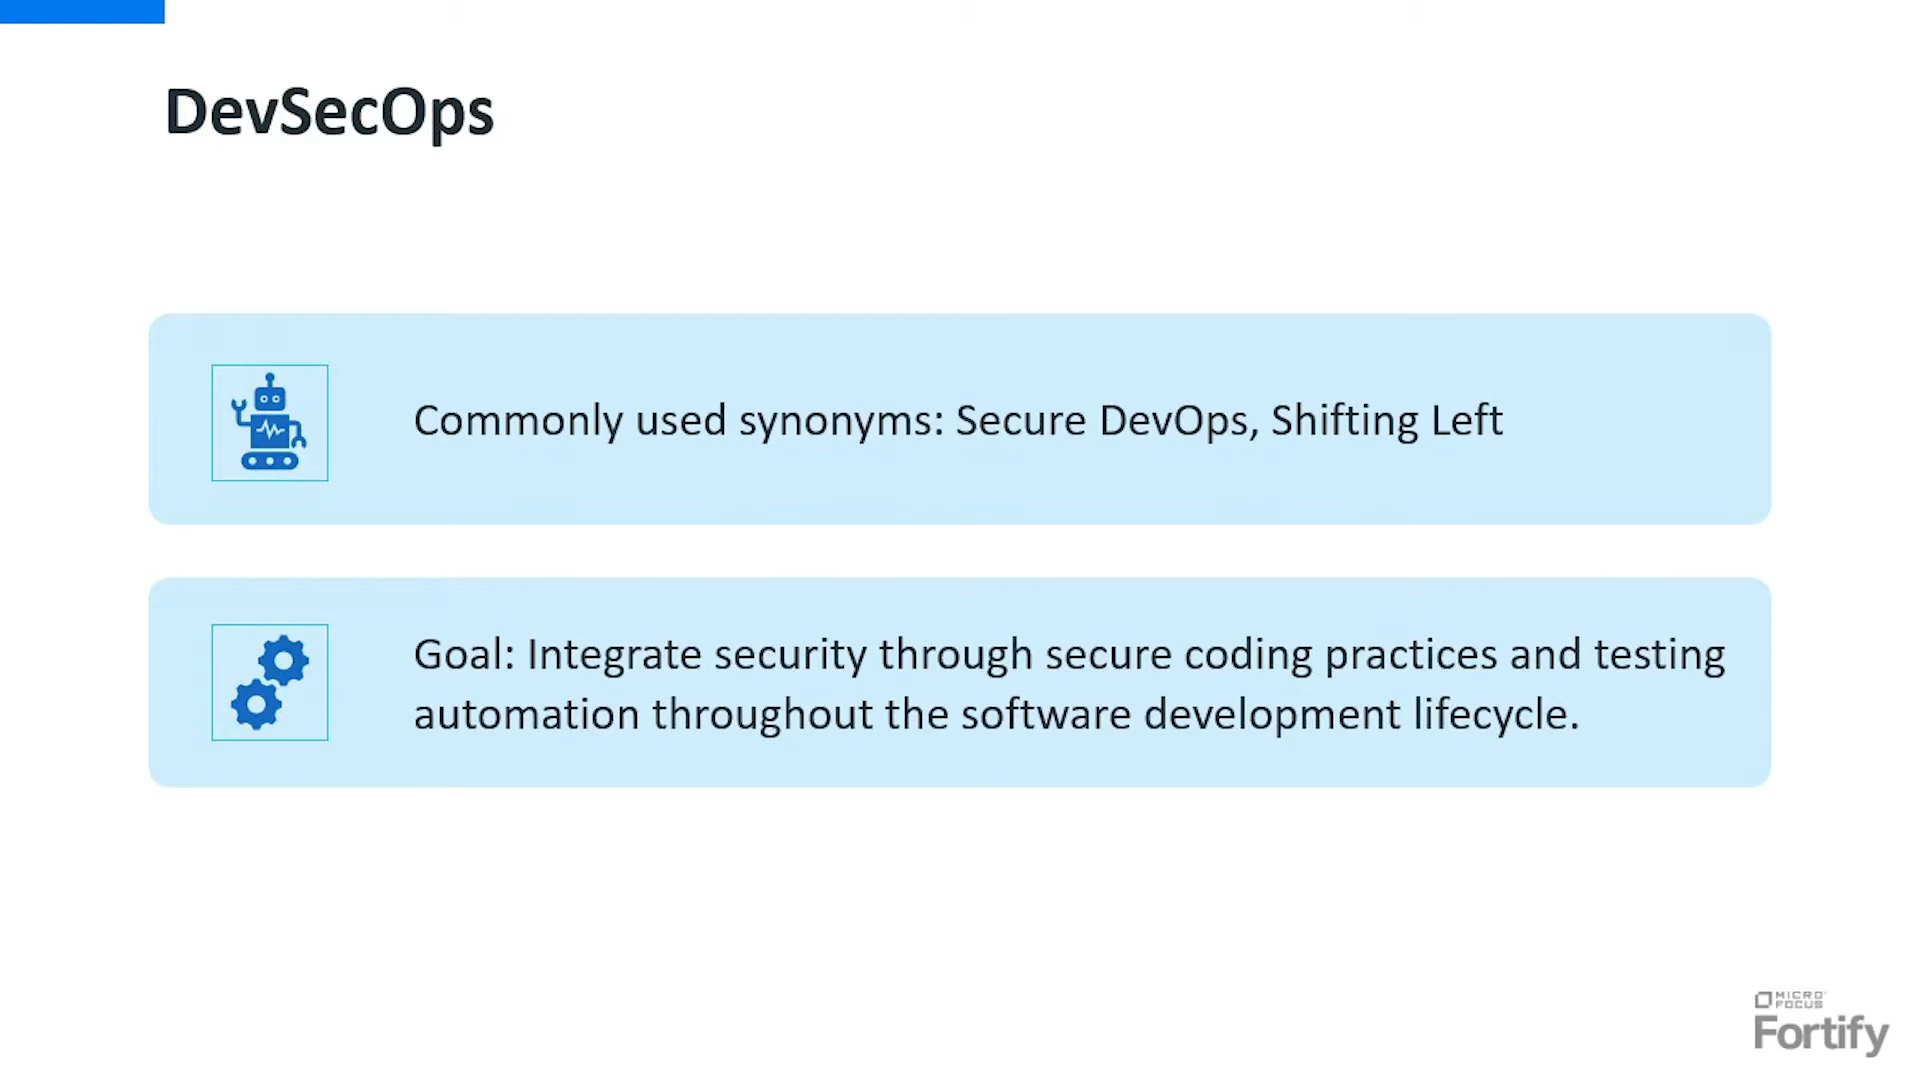 DevSecOps
Commonly used synonyms: Secure DevOps, Shifting Left
Goal: Integrate security through secure coding practices and testing
automation throughout the software development lifecycle.
MICRO
FOCUS
Fortify